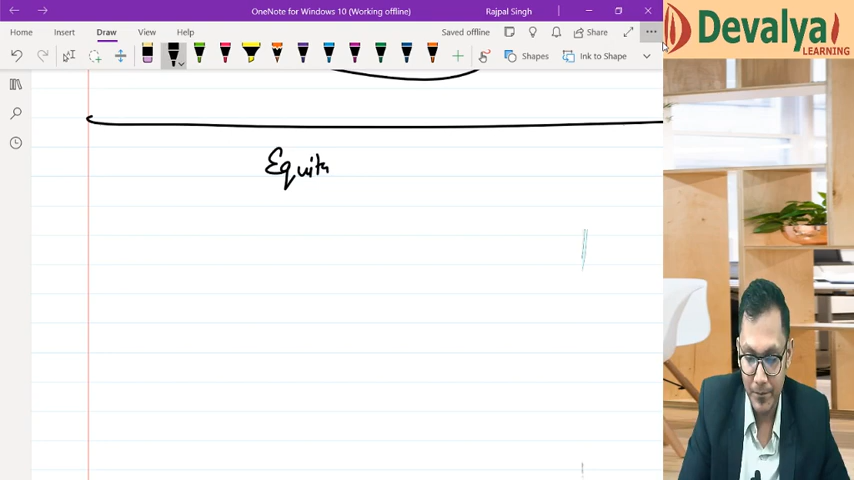 OneNote for Windows 10 (Working offline)
Rajpal Singh
Home Insert Draw View Help
Saved offline
Share
Shapes
Ink to Shape
Equit
Devalya
LEARNING